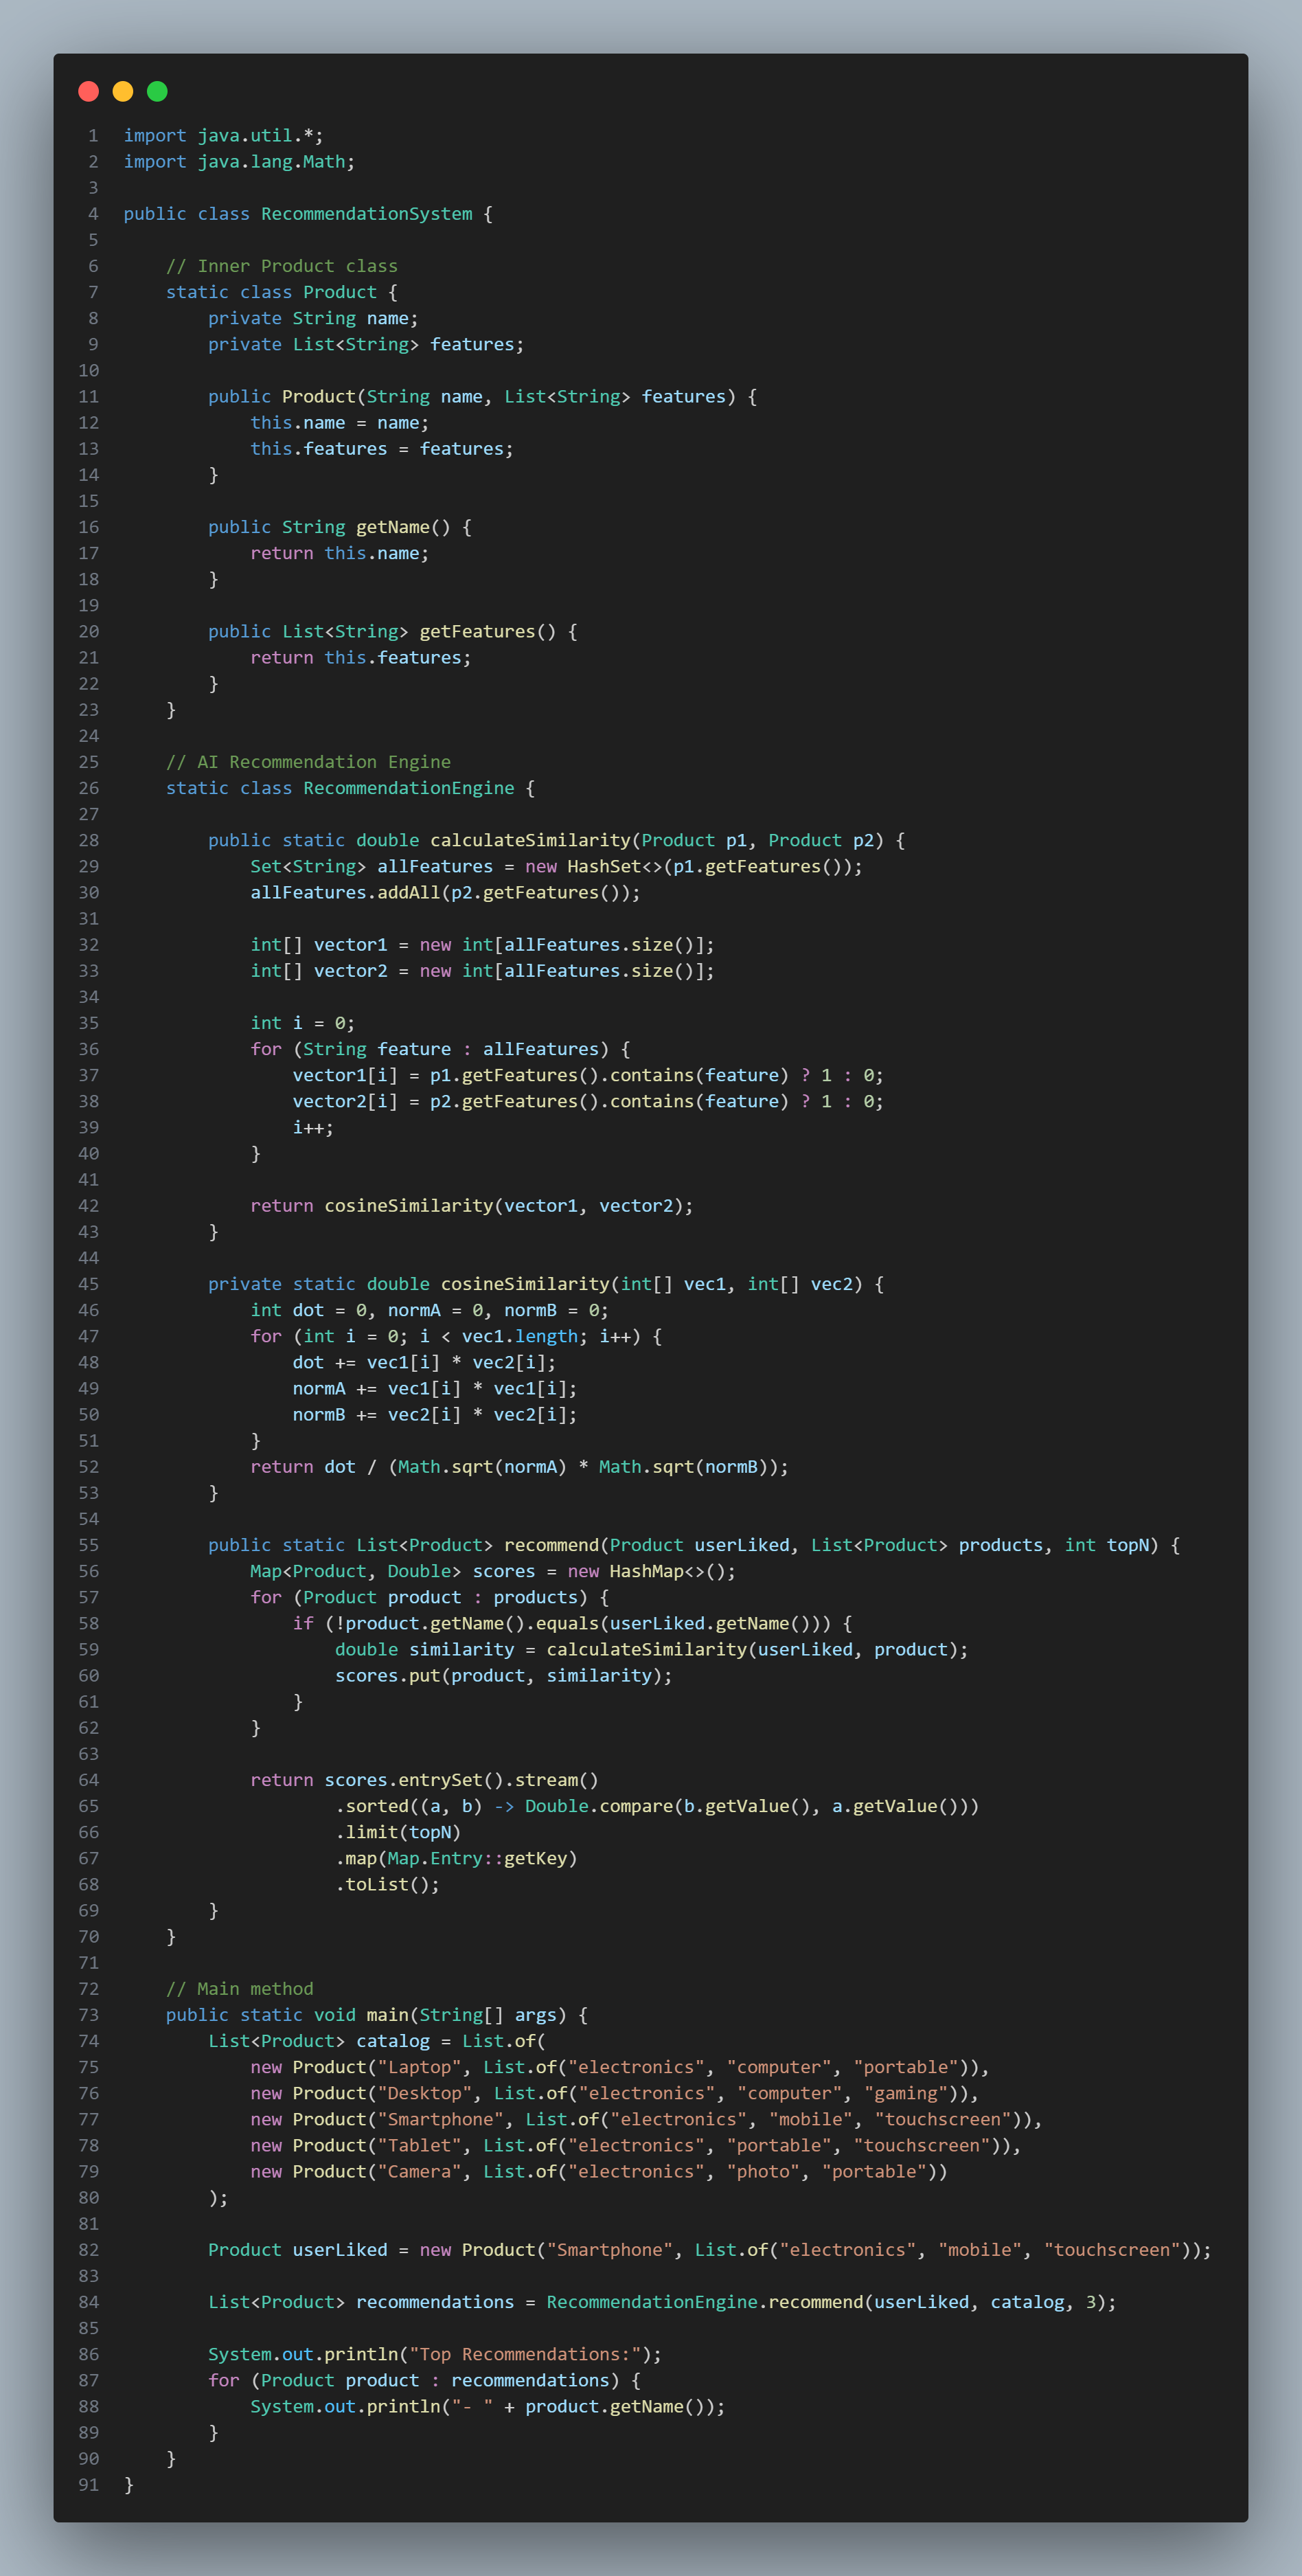 1 import java.util.*;
2 import java.lang.Math;
3
4 public class RecommendationSystem {
5
6     // Inner Product class
7     static class Product {
8         private String name;
9         private List<String> features;
10
11         public Product(String name, List<String> features) {
12             this.name = name;
13             this.features = features;
14         }
15
16         public String getName() {
17             return this.name;
18         }
19
20         public List<String> getFeatures() {
21             return this.features;
22         }
23     }
24
25     // AI Recommendation Engine
26     static class RecommendationEngine {
27
28         public static double calculateSimilarity(Product p1, Product p2) {
29             Set<String> allFeatures = new HashSet<>(p1.getFeatures());
30             allFeatures.addAll(p2.getFeatures());
31
32             int[] vector1 = new int[allFeatures.size()];
33             int[] vector2 = new int[allFeatures.size()];
34
35             int i = 0;
36             for (String feature : allFeatures) {
37                 vector1[i] = p1.getFeatures().contains(feature) ? 1 : 0;
38                 vector2[i] = p2.getFeatures().contains(feature) ? 1 : 0;
39                 i++;
40             }
41
42             return cosineSimilarity(vector1, vector2);
43         }
44
45         private static double cosineSimilarity(int[] vec1, int[] vec2) {
46             int dot = 0, normA = 0, normB = 0;
47             for (int i = 0; i < vec1.length; i++) {
48                 dot += vec1[i] * vec2[i];
49                 normA += vec1[i] * vec1[i];
50                 normB += vec2[i] * vec2[i];
51             }
52             return dot / (Math.sqrt(normA) * Math.sqrt(normB));
53         }
54
55         public static List<Product> recommend(Product userLiked, List<Product> products, int topN) {
56             Map<Product, Double> scores = new HashMap<>();
57             for (Product product : products) {
58                 if (!product.getName().equals(userLiked.getName())) {
59                     double similarity = calculateSimilarity(userLiked, product);
60                     scores.put(product, similarity);
61                 }
62             }
63
64             return scores.entrySet().stream()
65                     .sorted((a, b) -> Double.compare(b.getValue(), a.getValue()))
66                     .limit(topN)
67                     .map(Map.Entry::getKey)
68                     .toList();
69         }
70     }
71
72     // Main method
73     public static void main(String[] args) {
74         List<Product> catalog = List.of(
75             new Product("Laptop", List.of("electronics", "computer", "portable")),
76             new Product("Desktop", List.of("electronics", "computer", "gaming")),
77             new Product("Smartphone", List.of("electronics", "mobile", "touchscreen")),
78             new Product("Tablet", List.of("electronics", "portable", "touchscreen")),
79             new Product("Camera", List.of("electronics", "photo", "portable"))
80         );
81
82         Product userLiked = new Product("Smartphone", List.of("electronics", "mobile", "touchscreen"));
83
84         List<Product> recommendations = RecommendationEngine.recommend(userLiked, catalog, 3);
85
86         System.out.println("Top Recommendations:");
87         for (Product product : recommendations) {
88             System.out.println("- " + product.getName());
89         }
90     }
91 }